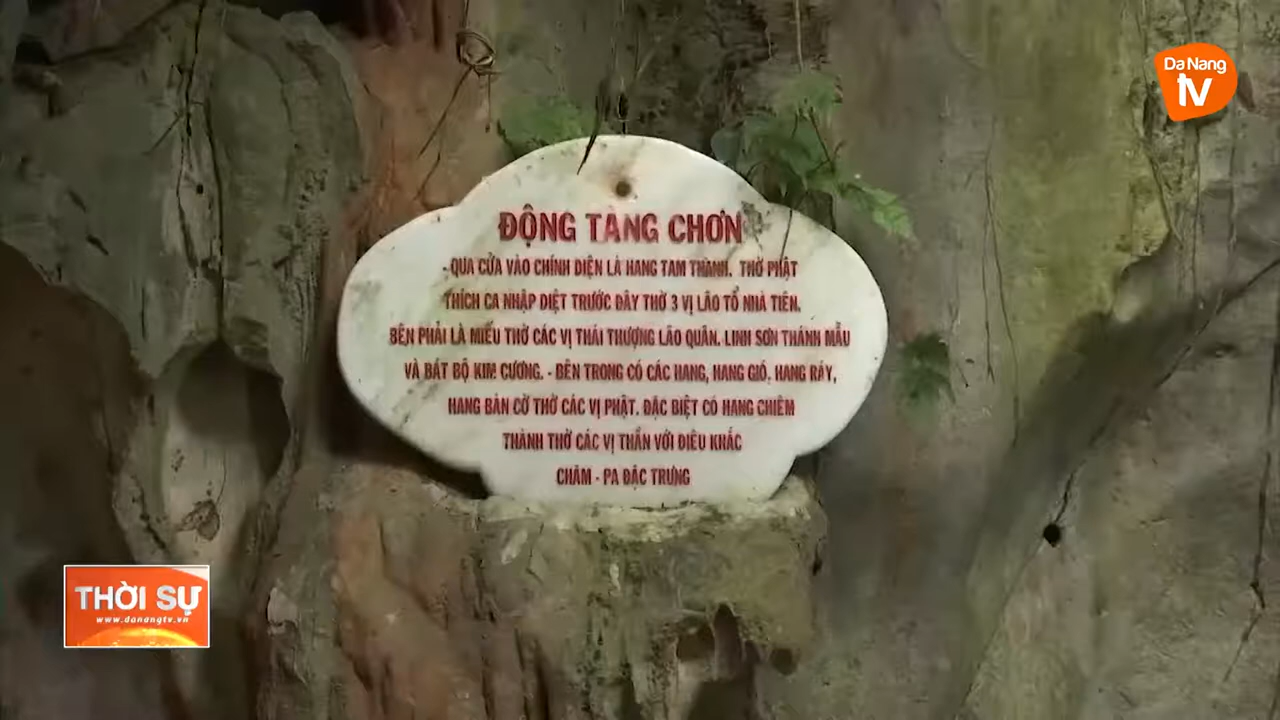 Da Nang
tv
ĐỘNG TÀNG CHƠN
- QUA CỬA VÀO CHÍNH ĐIỆN LÀ HANG TAM THANH. THỜ PHẬT
THÍCH CA NHẬP DIỆT TRƯỚC ĐÂY THỜ 3 VỊ LÃO TỔ NHÀ TIÊN.
BÊN PHẢI LÀ MIẾU THỜ CÁC VỊ THÁI THƯỢNG LÃO QUÂN. LINH SƠN THÁNH MẪU
VÀ BÁT BỘ KIM CƯƠNG. - BÊN TRONG CÓ CÁC HANG, HANG GIÓ, HANG RÁY,
HANG BÀN CỜ THỜ CÁC VỊ PHẬT. ĐẶC BIỆT CÓ HANG CHIÊM
THÀNH THỜ CÁC VỊ THẦN VỚI ĐIÊU KHẮC
CHĂM - PA ĐẶC TRƯNG
THỜI SỰ
www.danangtv.vn